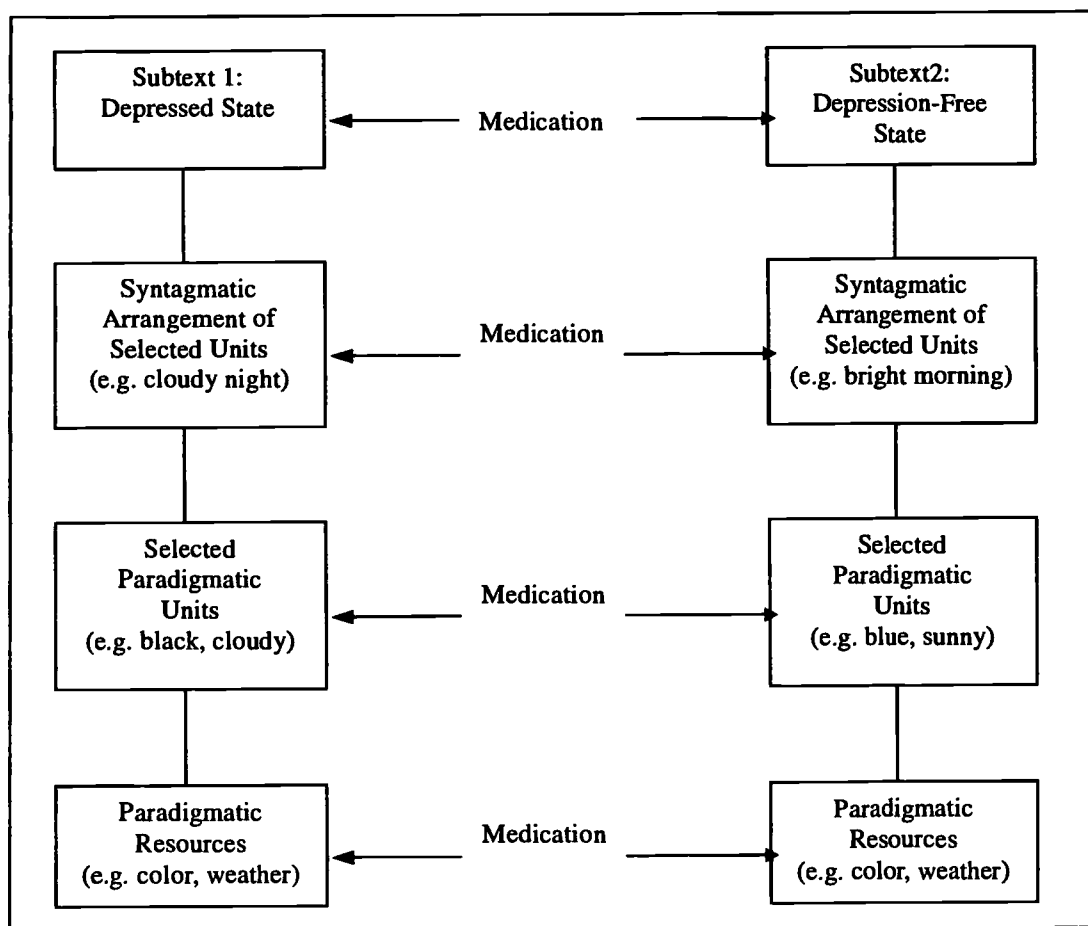 Subtext 1:
Depressed State
Medication
Subtext2:
Depression-Free
State
Syntagmatic
Arrangement of
Selected Units
(e.g. cloudy night)
Medication
Syntagmatic
Arrangement of
Selected Units
(e.g. bright morning)
Selected
Paradigmatic
Units
(e.g. black, cloudy)
Medication
Selected
Paradigmatic
Units
(e.g. blue, sunny)
Paradigmatic
Resources
(e.g. color, weather)
Medication
Paradigmatic
Resources
(e.g. color, weather)